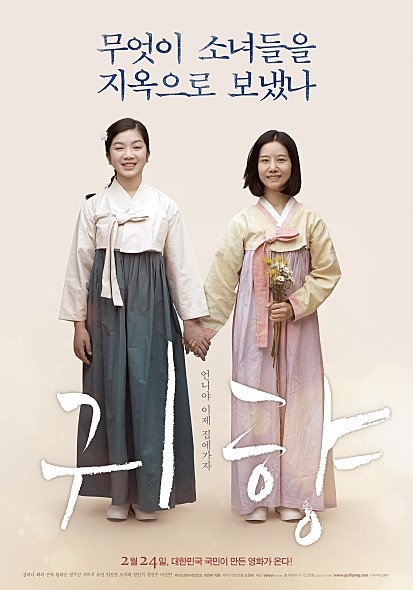 무엇이 소녀들을
지옥으로 보냈나
언니야 이제 집에가자
귀향
2월 24일, 대한민국 국민이 만든 영화가 온다!